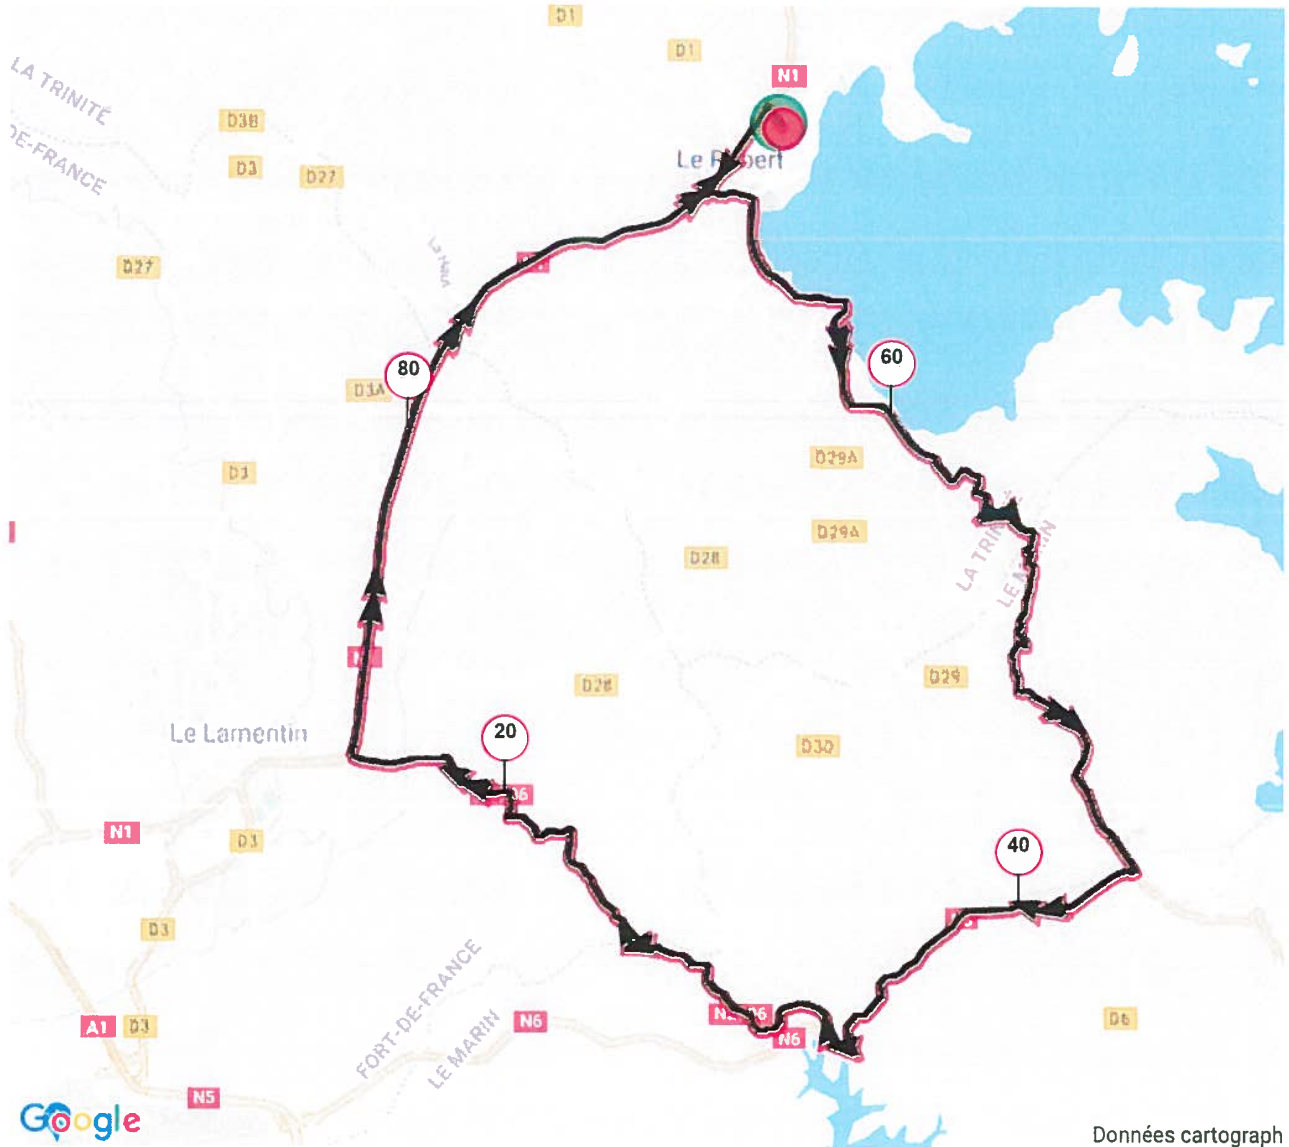 D1
D1
N1
LA TRINITÉ
DE-FRANCE
D38
D3
D27
Le Robert
D27
80
D3A
60
D3
D29A
D29A
D28
LA TRIN
D28
D29
Le Lamentin
20
D30
N1
D3
40
D3
FORT-DE-FRANCE
LE MARIN
N6
N6
D6
A1
D3
N5
Google
Données cartograph